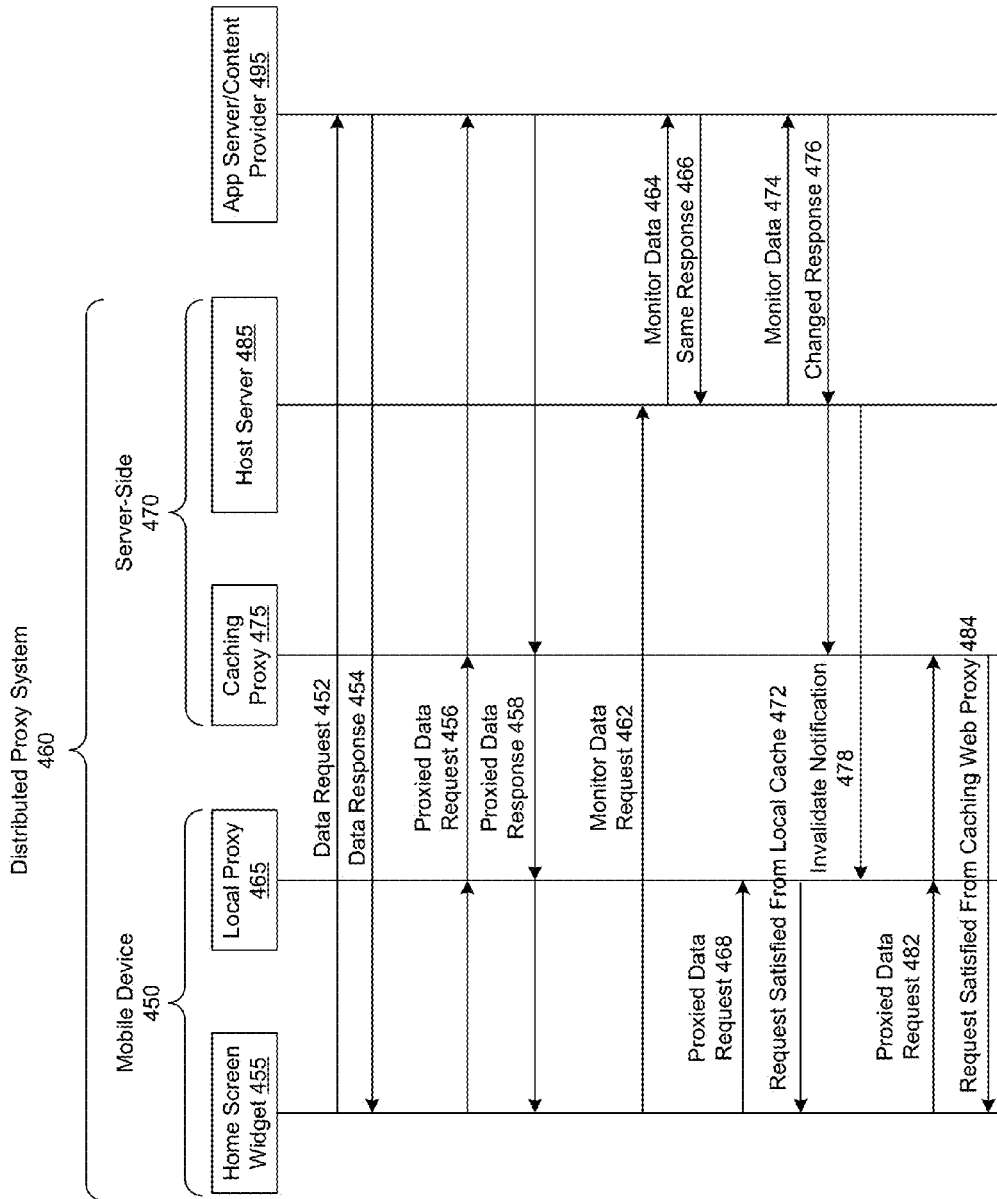 Distributed Proxy System
460
Mobile Device
450
Server-Side
470
Home Screen
Widget 455
Local Proxy
465
Caching
Proxy 475
Host Server 485
App Server/Content
Provider 495
Data Request 452
Data Response 454
Proxied Data
Request 456
Proxied Data
Response 458
Monitor Data
Request 462
Monitor Data 464
Same Response 466
Proxied Data
Request 468
Request Satisfied From Local Cache 472
Monitor Data 474
Changed Response 476
Invalidate Notification
478
Proxied Data
Request 482
Request Satisfied From Caching Web Proxy 484